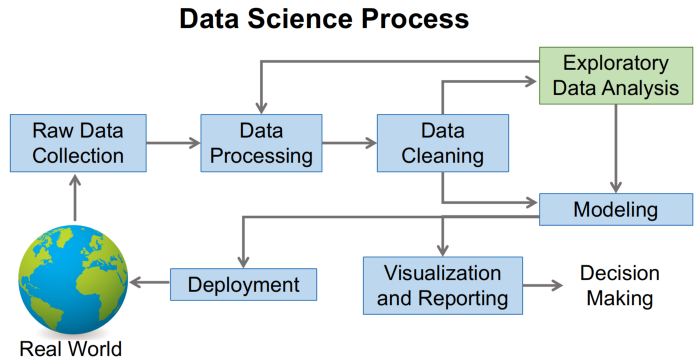 Data Science Process
Exploratory
Data Analysis
Raw Data
Collection
Data
Processing
Data
Cleaning
Modeling
Deployment
Visualization
and Reporting
Decision
Making
Real World